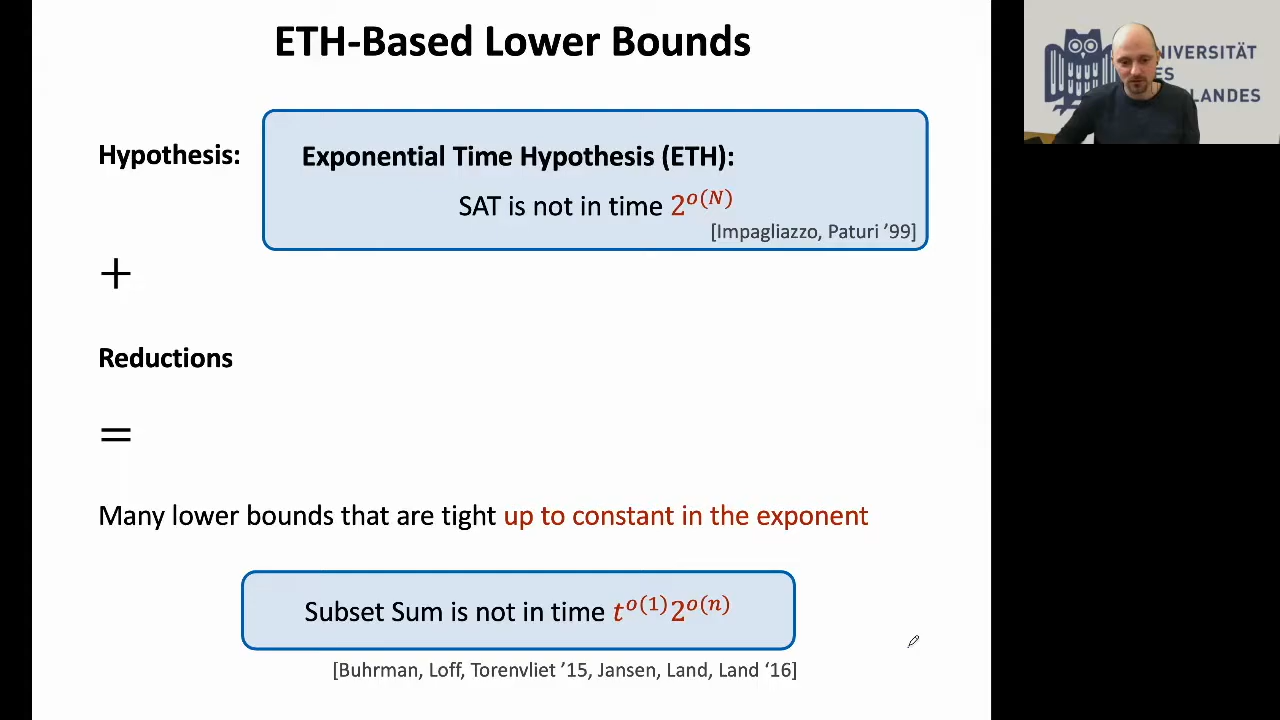 ETH-Based Lower Bounds
Hypothesis:
Exponential Time Hypothesis (ETH):
SAT is not in time 2^{o(N)}
[Impagliazzo, Paturi ’99]
+
Reductions
=
Many lower bounds that are tight up to constant in the exponent
Subset Sum is not in time t^{o(1)}2^{o(n)}
[Buhrman, Loff, Torenvliet ’15, Jansen, Land, Land ‘16]
NIVERSITÄT
ES
LANDES